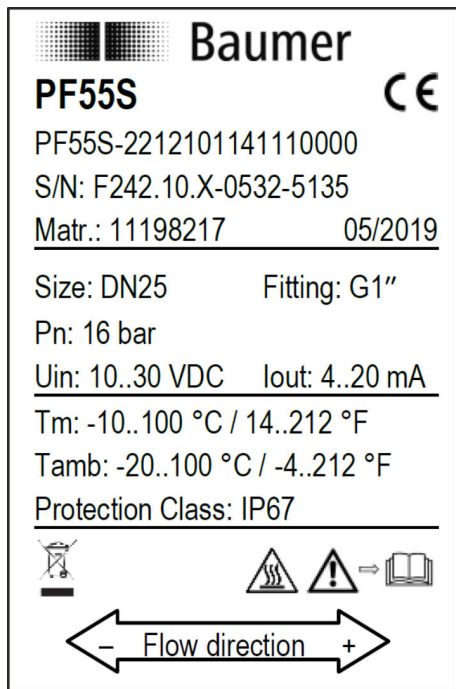 Baumer
PF55S CE
PF55S-2212101141110000
S/N: F242.10.X-0532-5135
Matr.: 11198217 05/2019
Size: DN25 Fitting: G1″
Pn: 16 bar
Uin: 10..30 VDC Iout: 4..20 mA
Tm: -10..100 °C / 14..212 °F
Tamb: -20..100 °C / -4..212 °F
Protection Class: IP67
– Flow direction +